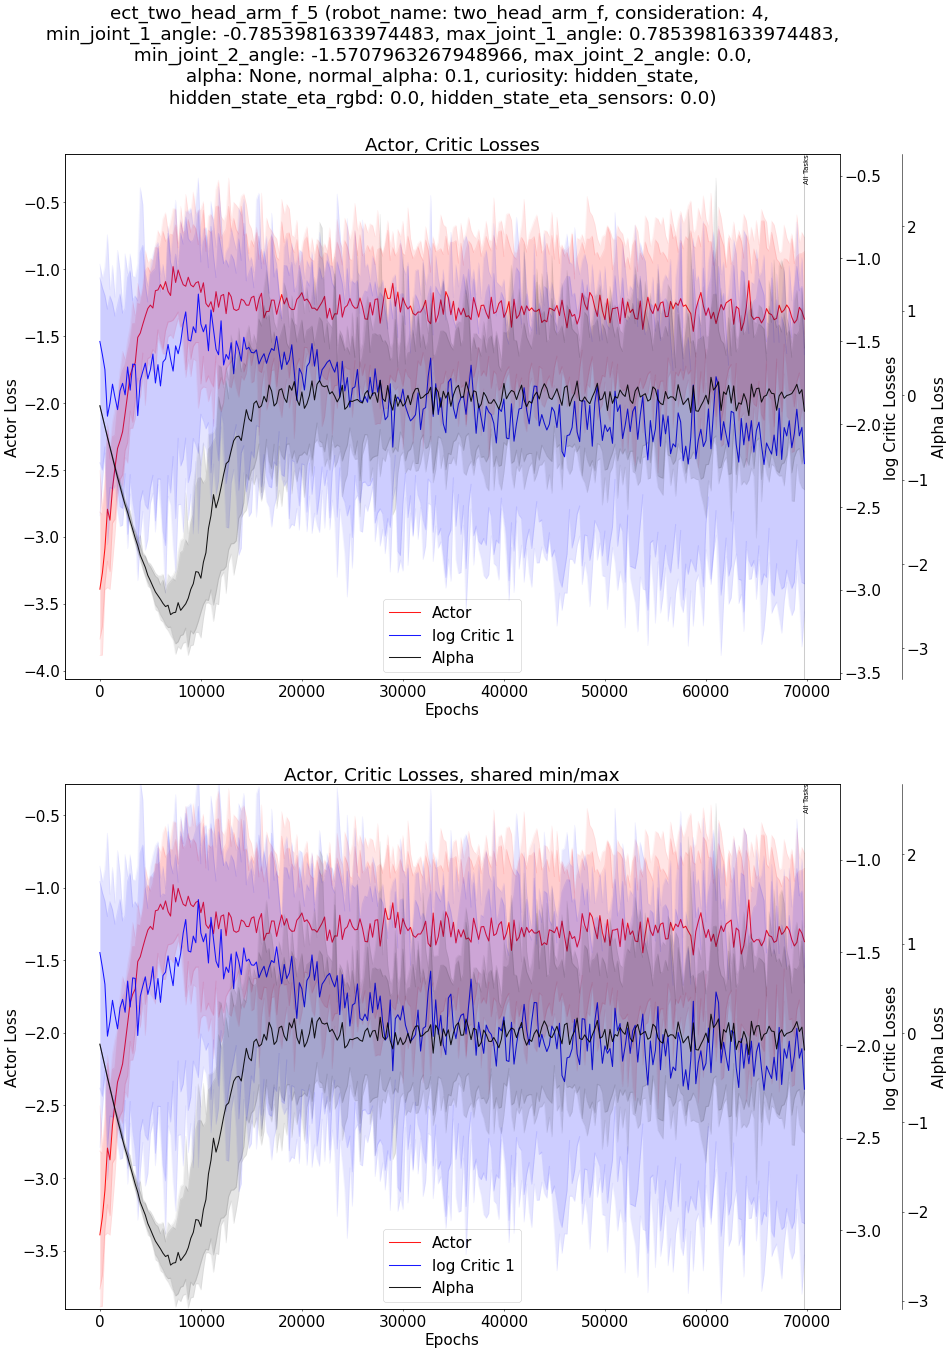 ect_two_head_arm_f_5 (robot_name: two_head_arm_f, consideration: 4,
min_joint_1_angle: -0.7853981633974483, max_joint_1_angle: 0.7853981633974483,
min_joint_2_angle: -1.5707963267948966, max_joint_2_angle: 0.0,
alpha: None, normal_alpha: 0.1, curiosity: hidden_state,
hidden_state_eta_rgbd: 0.0, hidden_state_eta_sensors: 0.0)
Actor, Critic Losses
All Tasks
−0.5
−1.0
−1.5
−2.0
−2.5
−3.0
−3.5
−4.0
Actor Loss
−0.5
−1.0
−1.5
−2.0
−2.5
−3.0
−3.5
log Critic Losses
2
1
0
−1
−2
−3
Alpha Loss
Actor
log Critic 1
Alpha
0 10000 20000 30000 40000 50000 60000 70000
Epochs
Actor, Critic Losses, shared min/max
All Tasks
−0.5
−1.0
−1.5
−2.0
−2.5
−3.0
−3.5
Actor Loss
−1.0
−1.5
−2.0
−2.5
−3.0
log Critic Losses
2
1
0
−1
−2
−3
Alpha Loss
Actor
log Critic 1
Alpha
0 10000 20000 30000 40000 50000 60000 70000
Epochs